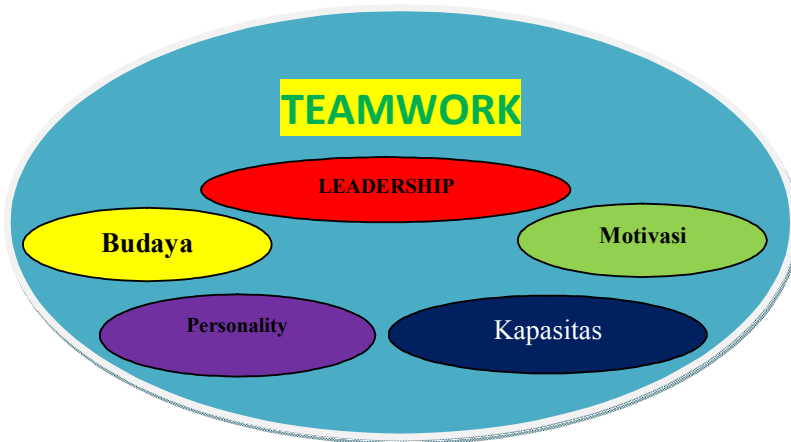 TEAMWORK
LEADERSHIP
Budaya
Motivasi
Personality
Kapasitas